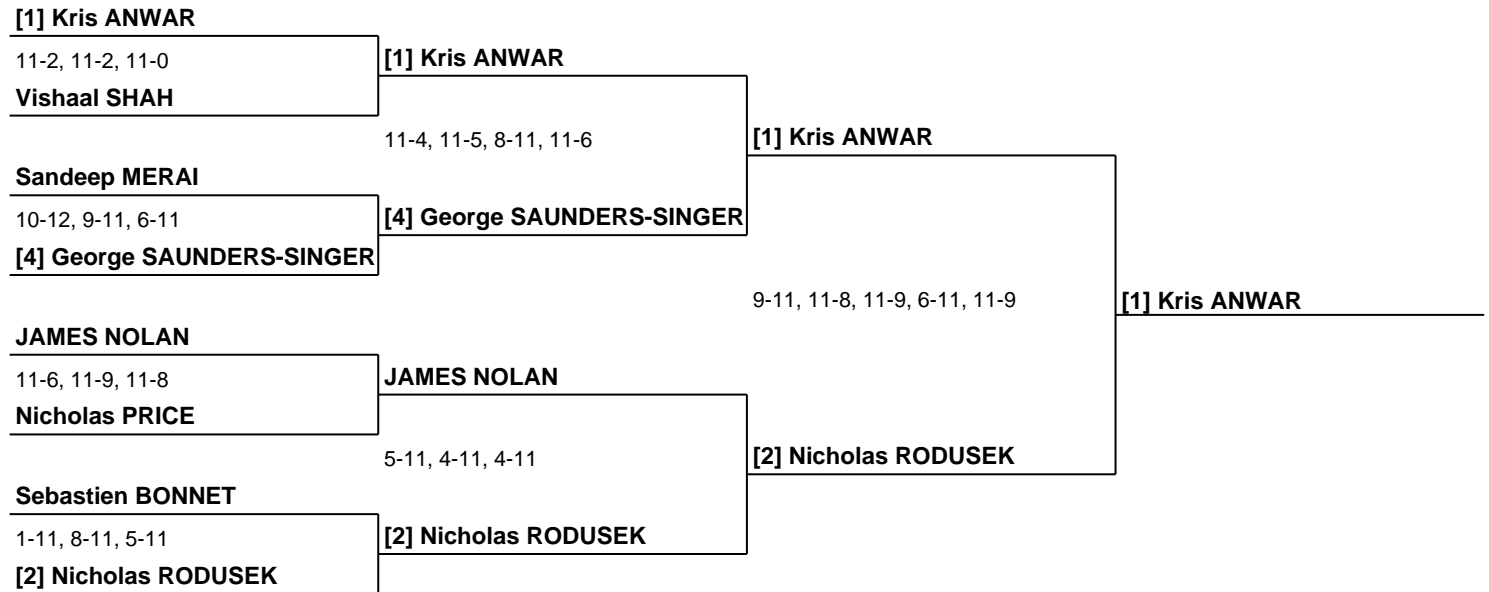 [1] Kris ANWAR
11-2, 11-2, 11-0
[1] Kris ANWAR
Vishaal SHAH
11-4, 11-5, 8-11, 11-6
[1] Kris ANWAR
Sandeep MERAI
10-12, 9-11, 6-11
[4] George SAUNDERS-SINGER
[4] George SAUNDERS-SINGER
9-11, 11-8, 11-9, 6-11, 11-9
[1] Kris ANWAR
JAMES NOLAN
11-6, 11-9, 11-8
JAMES NOLAN
Nicholas PRICE
5-11, 4-11, 4-11
[2] Nicholas RODUSEK
Sebastien BONNET
1-11, 8-11, 5-11
[2] Nicholas RODUSEK
[2] Nicholas RODUSEK